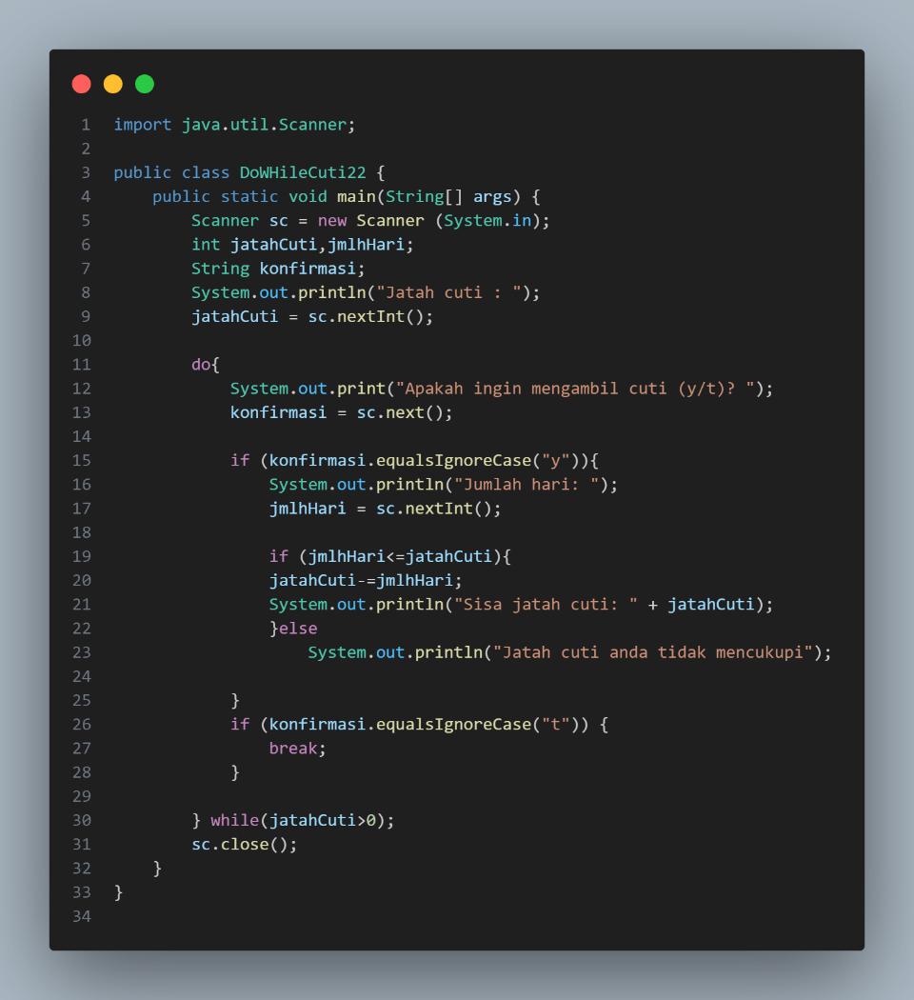 1 import java.util.Scanner;
2
3 public class DoWHileCuti22 {
4     public static void main(String[] args) {
5         Scanner sc = new Scanner (System.in);
6         int jatahCuti,jmlhHari;
7         String konfirmasi;
8         System.out.println("Jatah cuti : ");
9         jatahCuti = sc.nextInt();
10
11         do{
12             System.out.print("Apakah ingin mengambil cuti (y/t)? ");
13             konfirmasi = sc.next();
14
15             if (konfirmasi.equalsIgnoreCase("y")){
16                 System.out.println("Jumlah hari: ");
17                 jmlhHari = sc.nextInt();
18
19                 if (jmlhHari<=jatahCuti){
20                 jatahCuti-=jmlhHari;
21                 System.out.println("Sisa jatah cuti: " + jatahCuti);
22                 }else
23                     System.out.println("Jatah cuti anda tidak mencukupi");
24
25             }
26             if (konfirmasi.equalsIgnoreCase("t")) {
27                 break;
28             }
29
30         } while(jatahCuti>0);
31         sc.close();
32     }
33 }
34